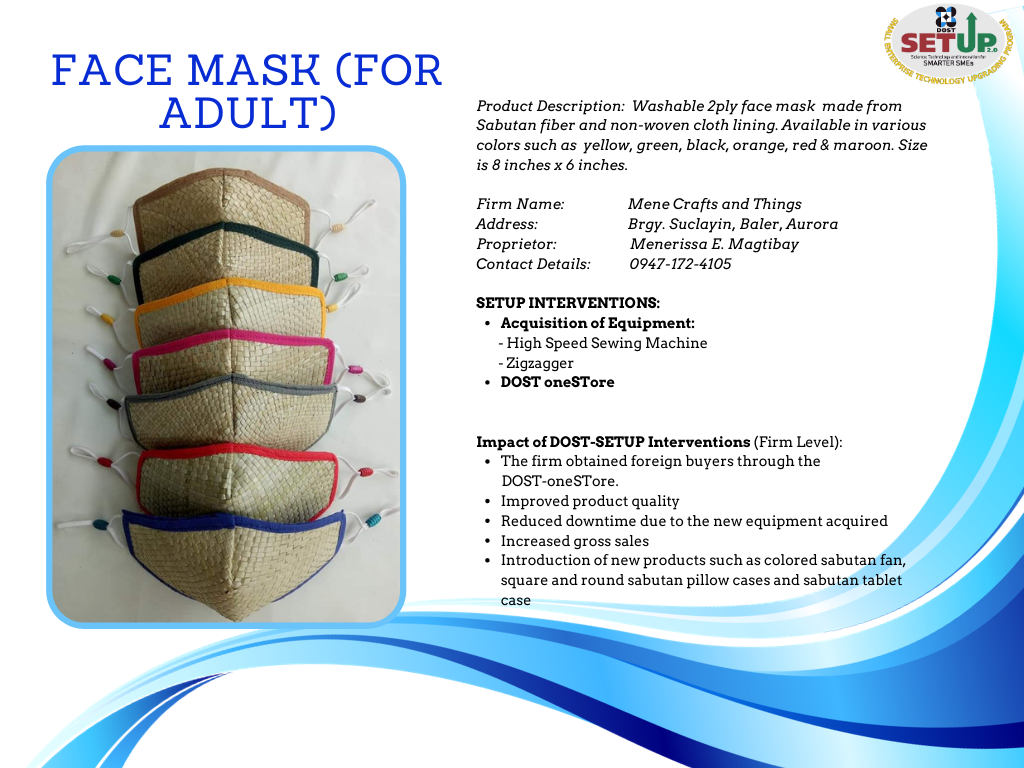 DOST
SETUP 2.0
Science Technology and Innovation for
SMARTER SMEs
SMALL ENTERPRISE TECHNOLOGY UPGRADING PROGRAM
FACE MASK (FOR
ADULT)
Product Description: Washable 2ply face mask made from
Sabutan fiber and non-woven cloth lining. Available in various
colors such as yellow, green, black, orange, red & maroon. Size
is 8 inches x 6 inches.
Firm Name: Mene Crafts and Things
Address: Brgy. Suclayin, Baler, Aurora
Proprietor: Menerissa E. Magtibay
Contact Details: 0947-172-4105
SETUP INTERVENTIONS:
• Acquisition of Equipment:
- High Speed Sewing Machine
- Zigzagger
• DOST oneSTore
Impact of DOST-SETUP Interventions (Firm Level):
• The firm obtained foreign buyers through the
DOST-oneSTore.
• Improved product quality
• Reduced downtime due to the new equipment acquired
• Increased gross sales
• Introduction of new products such as colored sabutan fan,
square and round sabutan pillow cases and sabutan tablet
case